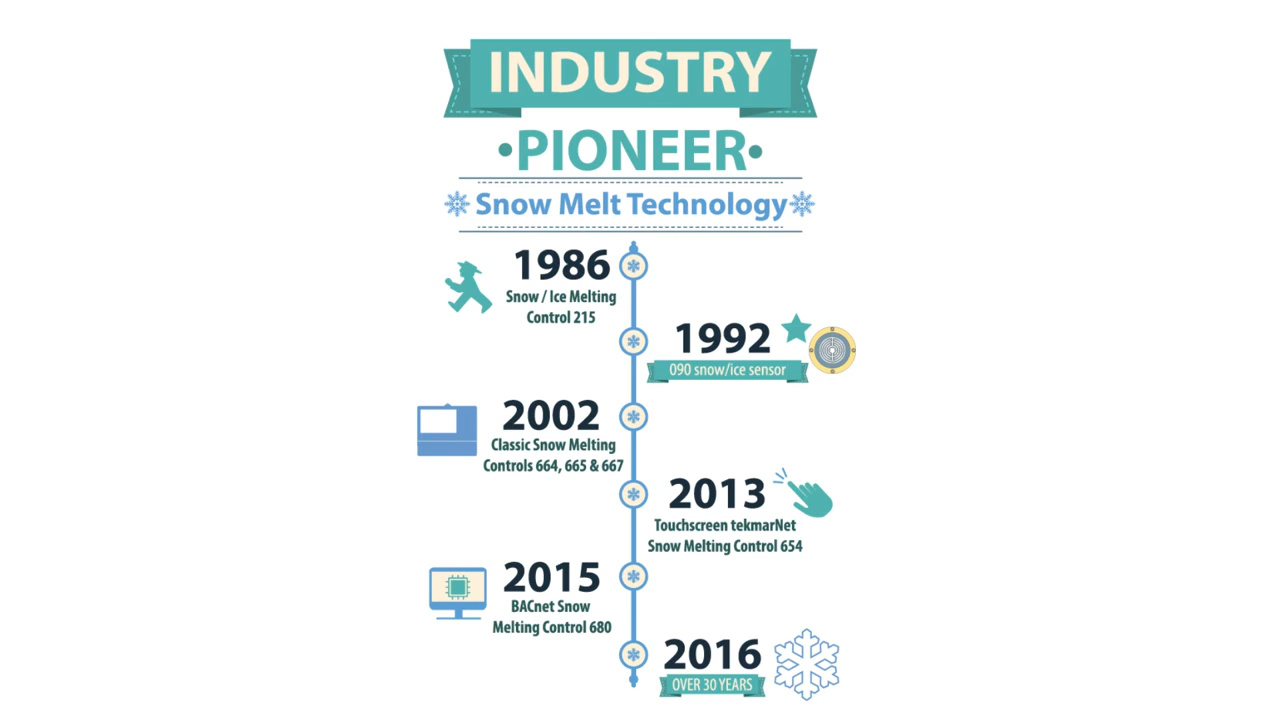 INDUSTRY
•PIONEER•
Snow Melt Technology
1986
Snow / Ice Melting
Control 215
1992
090 snow/ice sensor
2002
Classic Snow Melting
Controls 664, 665 & 667
2013
Touchscreen tekmarNet
Snow Melting Control 654
2015
BACnet Snow
Melting Control 680
2016
OVER 30 YEARS